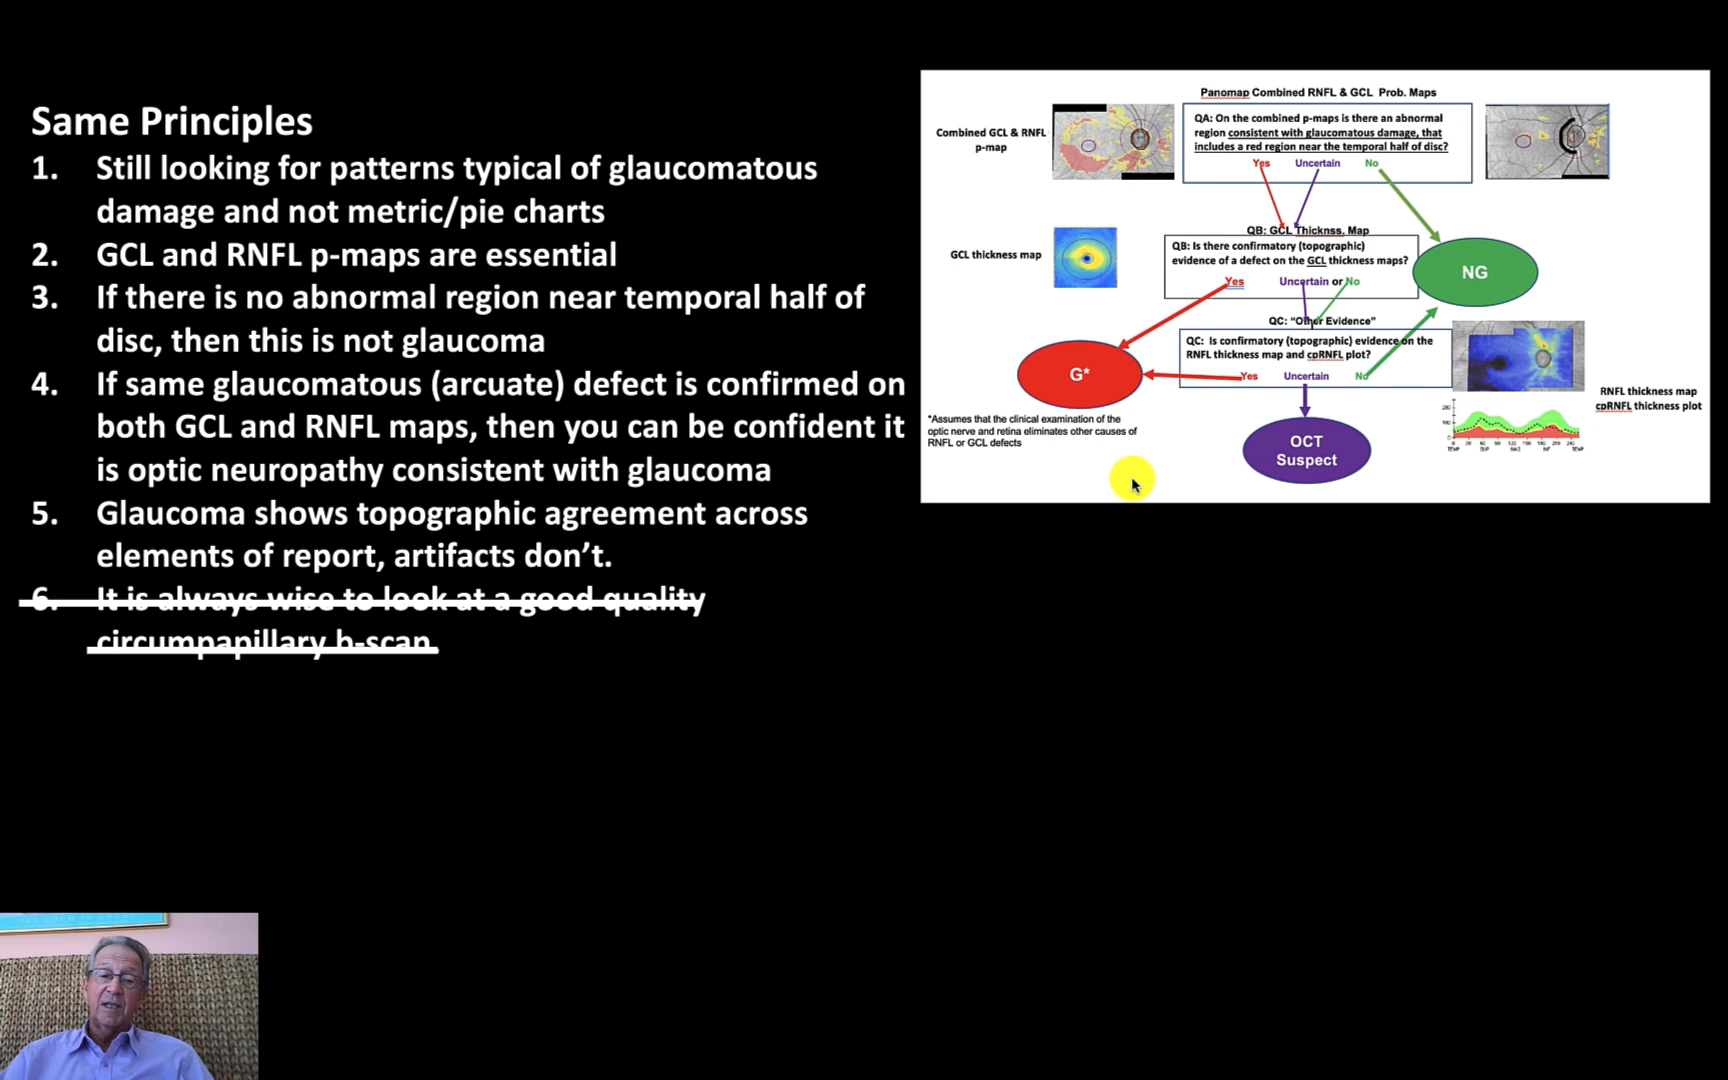 Same Principles
1. Still looking for patterns typical of glaucomatous
damage and not metric/pie charts
2. GCL and RNFL p-maps are essential
3. If there is no abnormal region near temporal half of
disc, then this is not glaucoma
4. If same glaucomatous (arcuate) defect is confirmed on
both GCL and RNFL maps, then you can be confident it
is optic neuropathy consistent with glaucoma
5. Glaucoma shows topographic agreement across
elements of report, artifacts don’t.
6. It is always wise to look at a good quality
circumpapillary b-scan.
Panomap Combined RNFL & GCL Prob. Maps
Combined GCL & RNFL
p-map
QA: On the combined p-maps is there an abnormal
region consistent with glaucomatous damage, that
includes a red region near the temporal half of disc?
Yes Uncertain No
QB: GCL Thicknss. Map
GCL thickness map
QB: Is there confirmatory (topographic)
evidence of a defect on the GCL thickness maps?
Yes Uncertain or No
NG
QC: “Other Evidence”
QC: Is confirmatory (topographic) evidence on the
RNFL thickness map and cpRNFL plot?
Yes Uncertain No
G*
RNFL thickness map
cpRNFL thickness plot
*Assumes that the clinical examination of the
optic nerve and retina eliminates other causes of
RNFL or GCL defects
OCT
Suspect
TEMP SUP NAS INF TEMP